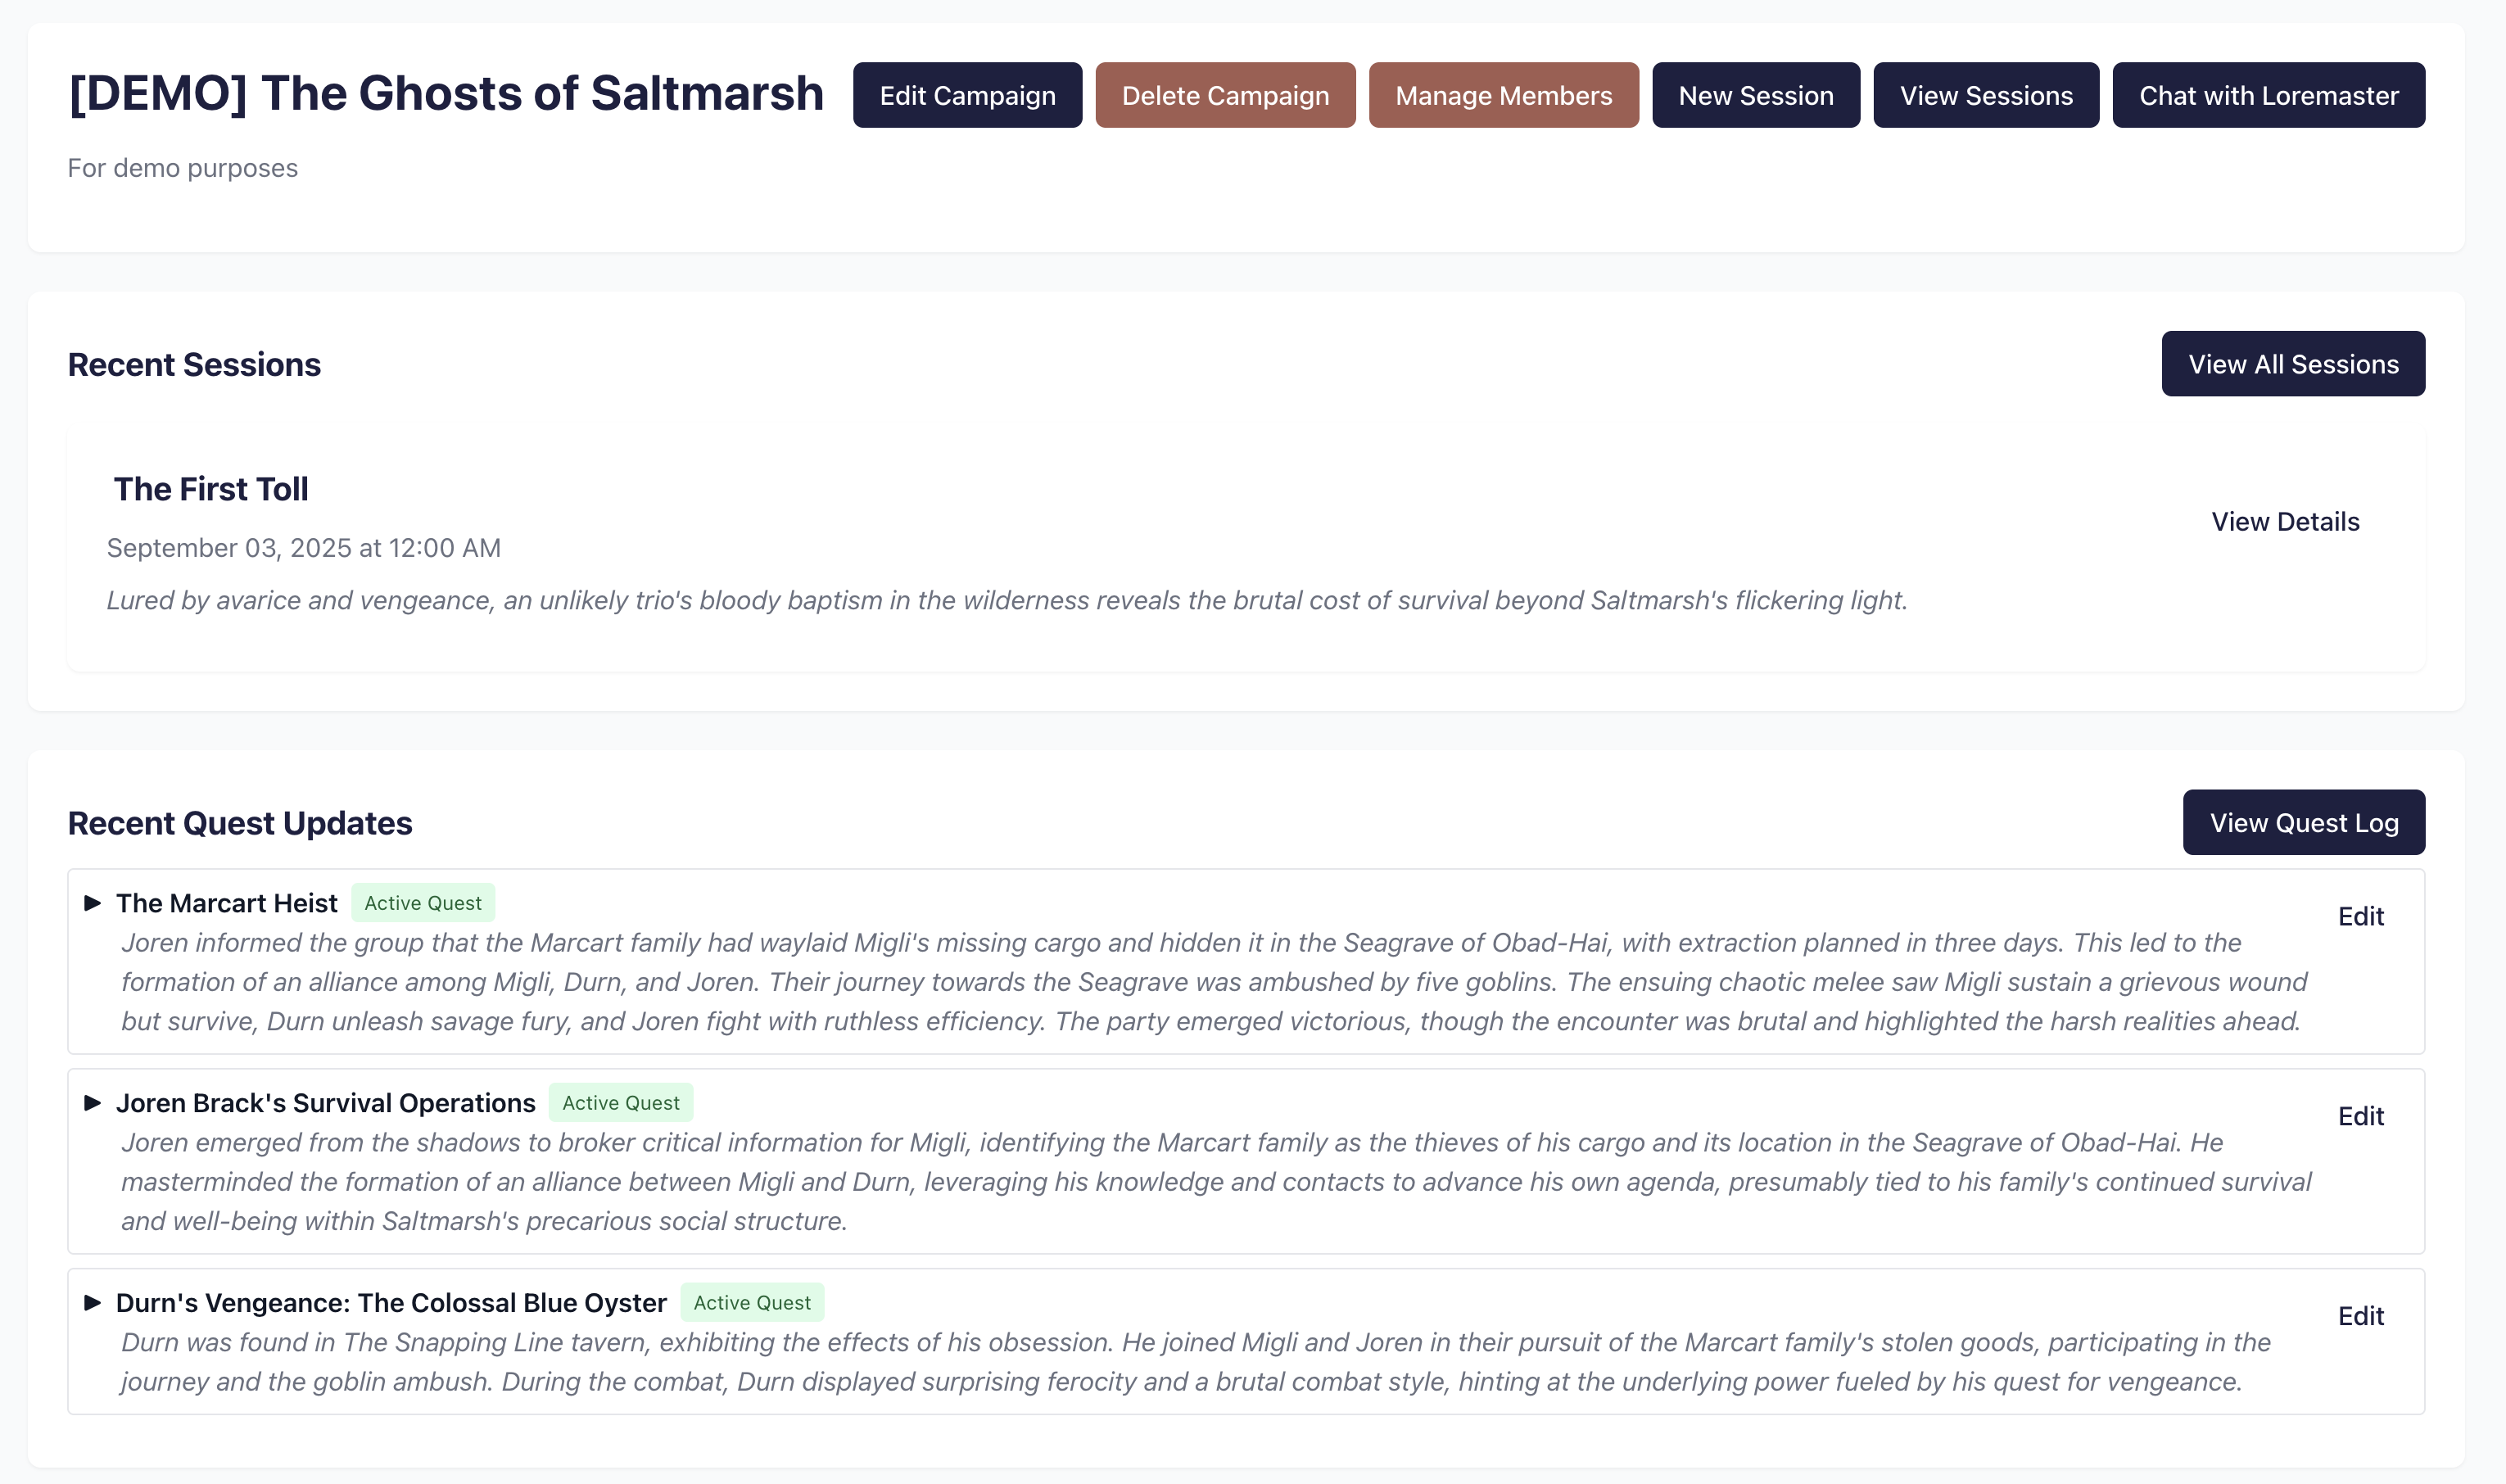 [DEMO] The Ghosts of Saltmarsh
Edit Campaign
Delete Campaign
Manage Members
New Session
View Sessions
Chat with Loremaster
For demo purposes
Recent Sessions
View All Sessions
The First Toll
View Details
September 03, 2025 at 12:00 AM
Lured by avarice and vengeance, an unlikely trio's bloody baptism in the wilderness reveals the brutal cost of survival beyond Saltmarsh's flickering light.
Recent Quest Updates
View Quest Log
The Marcart Heist
Active Quest
Edit
Joren informed the group that the Marcart family had waylaid Migli's missing cargo and hidden it in the Seagrave of Obad-Hai, with extraction planned in three days. This led to the
formation of an alliance among Migli, Durn, and Joren. Their journey towards the Seagrave was ambushed by five goblins. The ensuing chaotic melee saw Migli sustain a grievous wound
but survive, Durn unleash savage fury, and Joren fight with ruthless efficiency. The party emerged victorious, though the encounter was brutal and highlighted the harsh realities ahead.
Joren Brack's Survival Operations
Active Quest
Edit
Joren emerged from the shadows to broker critical information for Migli, identifying the Marcart family as the thieves of his cargo and its location in the Seagrave of Obad-Hai. He
masterminded the formation of an alliance between Migli and Durn, leveraging his knowledge and contacts to advance his own agenda, presumably tied to his family's continued survival
and well-being within Saltmarsh's precarious social structure.
Durn's Vengeance: The Colossal Blue Oyster
Active Quest
Edit
Durn was found in The Snapping Line tavern, exhibiting the effects of his obsession. He joined Migli and Joren in their pursuit of the Marcart family's stolen goods, participating in the
journey and the goblin ambush. During the combat, Durn displayed surprising ferocity and a brutal combat style, hinting at the underlying power fueled by his quest for vengeance.